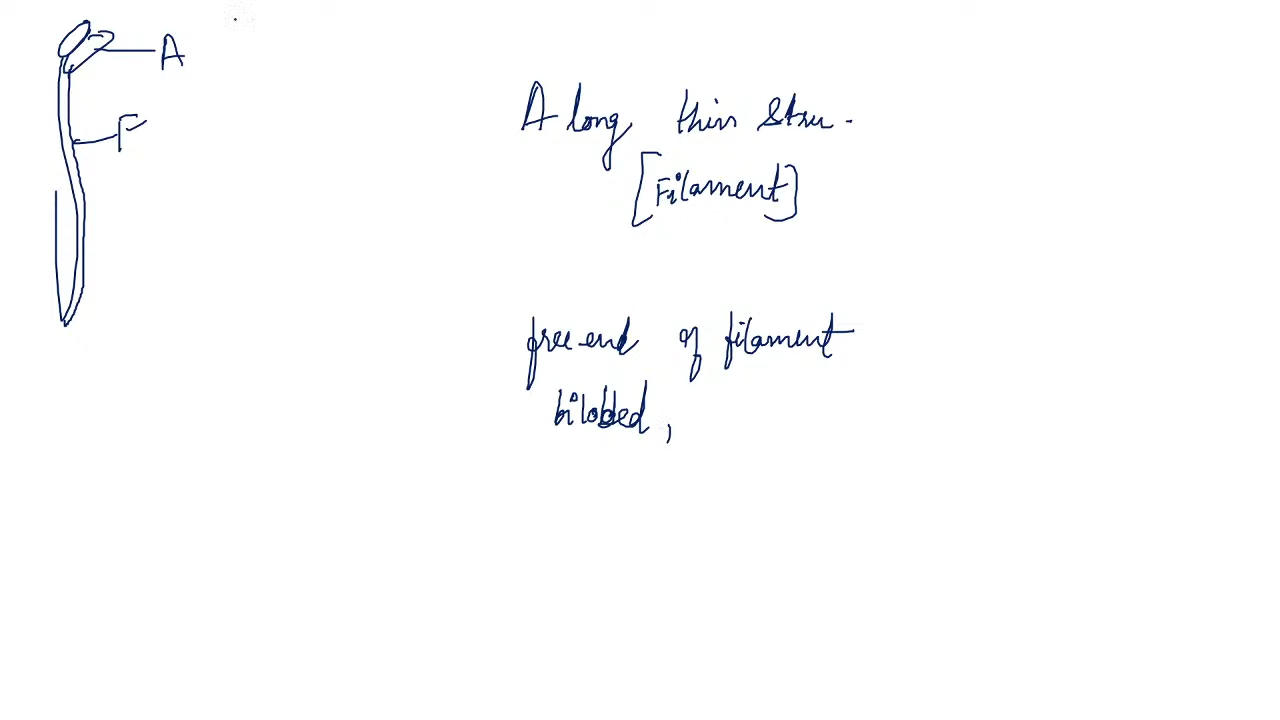 A
F
A long thin stru.
[Filament]
free end of filament
bilobed,